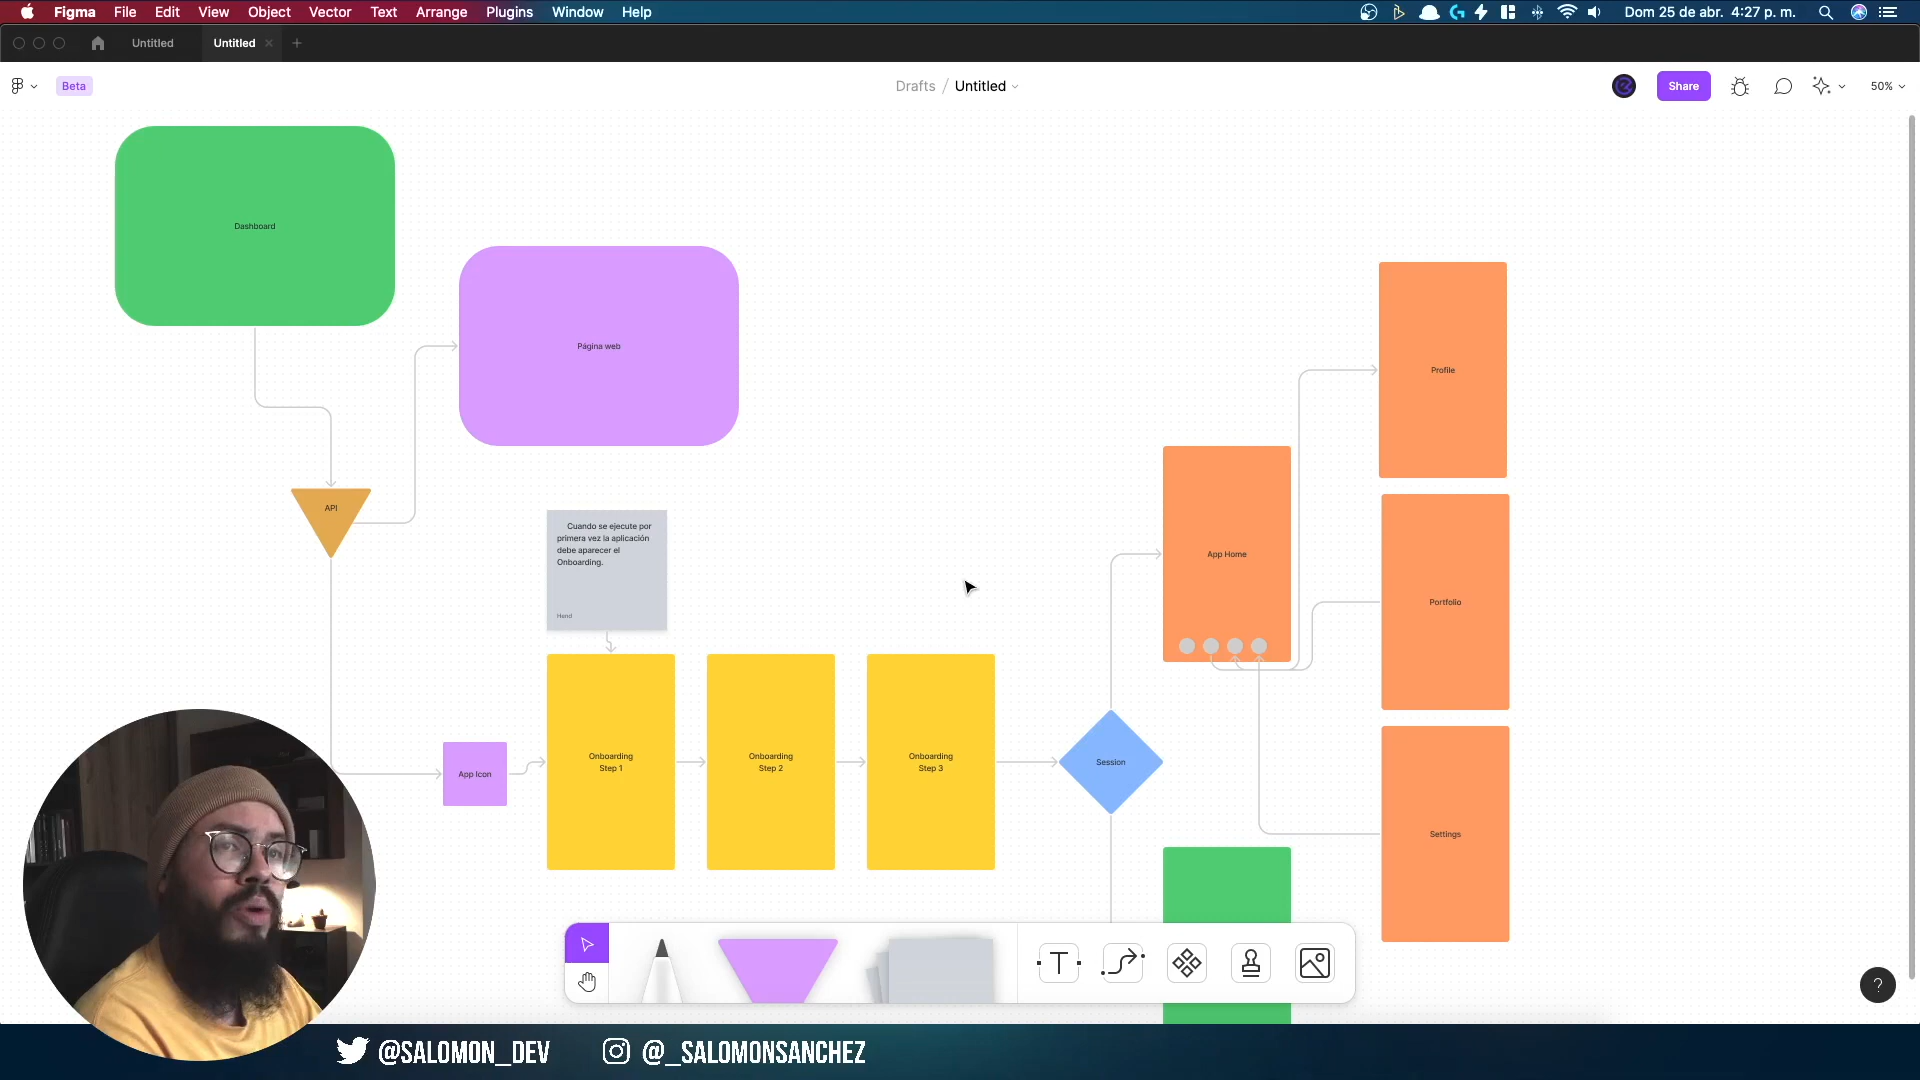 Figma File Edit View Object Vector Text Arrange Plugins Window Help Dom 25 de abr. 4:27 p. m.
Untitled Untitled
Beta Drafts / Untitled Share 50%
Dashboard
Página web
Profile
API
Cuando se ejecute por
primera vez la aplicación
debe aparecer el
Onboarding.
Hend
App Home
Portfolio
App Icon
Onboarding
Step 1
Onboarding
Step 2
Onboarding
Step 3
Session
Settings
T
?
@SALOMON_DEV @_SALOMONSANCHEZ